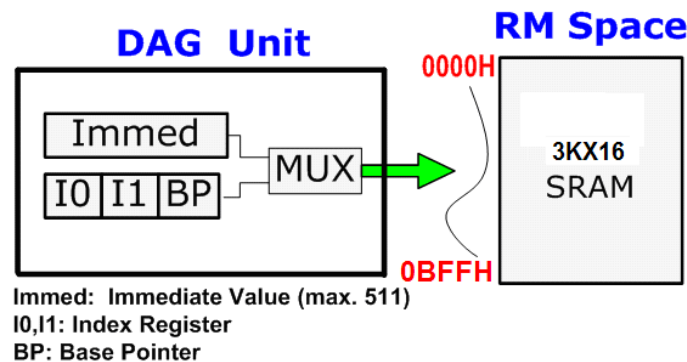 DAG Unit
RM Space
0000H
Immed
MUX
I0 I1 BP
3KX16
SRAM
0BFFH
Immed: Immediate Value (max. 511)
I0,I1: Index Register
BP: Base Pointer